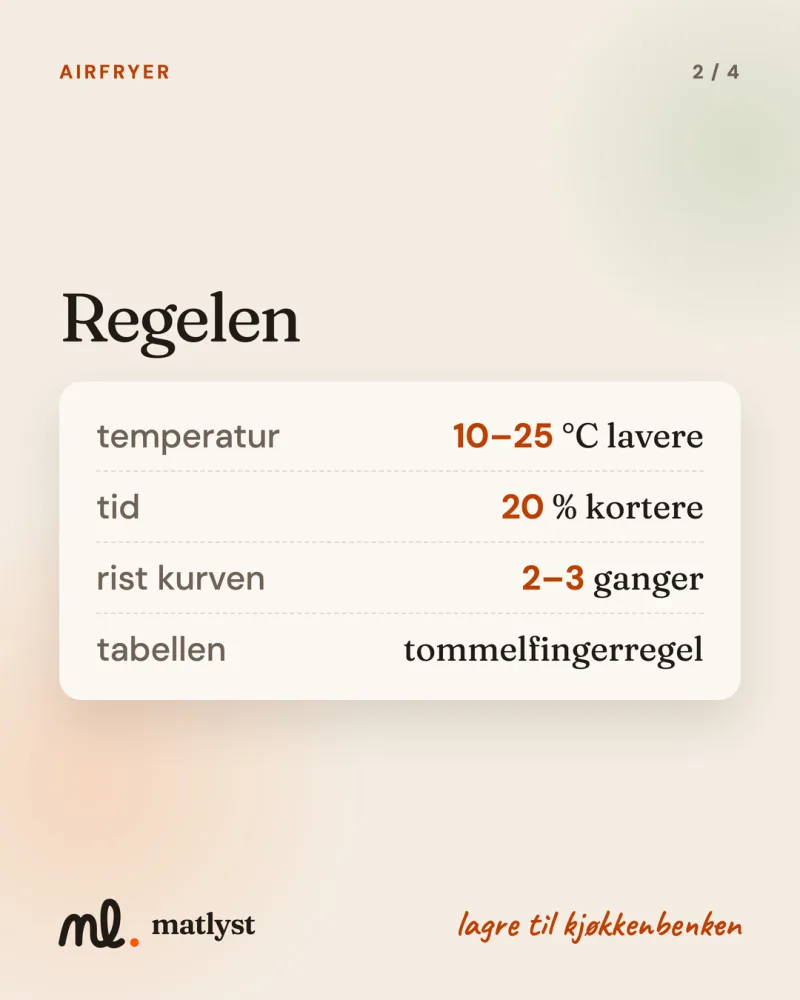 AIRFRYER 2 / 4
Regelen
temperatur 10–25 °C lavere
tid 20 % kortere
rist kurven 2–3 ganger
tabellen tommelfingerregel
ml. matlyst lagre til kjøkkenbenken